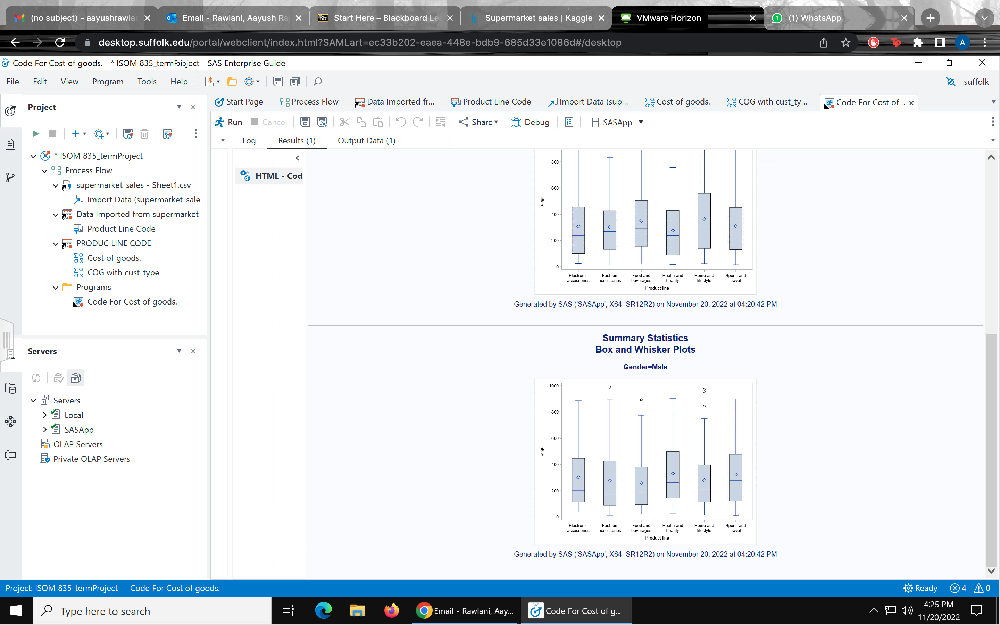 (no subject) - aayushrawlar
Email - Rawlani, Aayush Ra
Bb Start Here – Blackboard Le
k Supermarket sales | Kaggle
VMware Horizon
1 (1) WhatsApp
desktop.suffolk.edu/portal/webclient/index.html?SAMLart=ec33b202-eaea-448e-bdb9-685d33e1086d#/desktop
Tp
A
Code For Cost of goods. - * ISOM 835_termProject - SAS Enterprise Guide
File Edit View Program Tools Help
suffolk
Project
Start Page
Process Flow
Data Imported fr...
Product Line Code
Import Data (sup...
Cost of goods.
COG with cust_ty...
Code For Cost of...
Run
Cancel
Share
Debug
SASApp
Log
Results (1)
Output Data (1)
* ISOM 835_termProject
Process Flow
supermarket_sales - Sheet1.csv
Import Data (supermarket_sales
Data Imported from supermarket_
Product Line Code
PRODUC LINE CODE
Cost of goods.
COG with cust_type
Programs
Code For Cost of goods.
HTML - Code
800
600
400
200
0
cogs
Electronic accessories
Fashion accessories
Food and beverages
Health and beauty
Home and lifestyle
Sports and travel
Product line
Generated by SAS ('SASApp', X64_SR12R2) on November 20, 2022 at 04:20:42 PM
Summary Statistics
Box and Whisker Plots
Gender=Male
1000
800
600
400
200
0
cogs
Electronic accessories
Fashion accessories
Food and beverages
Health and beauty
Home and lifestyle
Sports and travel
Product line
Generated by SAS ('SASApp', X64_SR12R2) on November 20, 2022 at 04:20:42 PM
Servers
Servers
Local
SASApp
OLAP Servers
Private OLAP Servers
Project: ISOM 835_termProject Code For Cost of goods.
Ready 4 0
Type here to search
Email - Rawlani, Aay...
SAS Code For Cost of g...
4:25 PM
11/20/2022